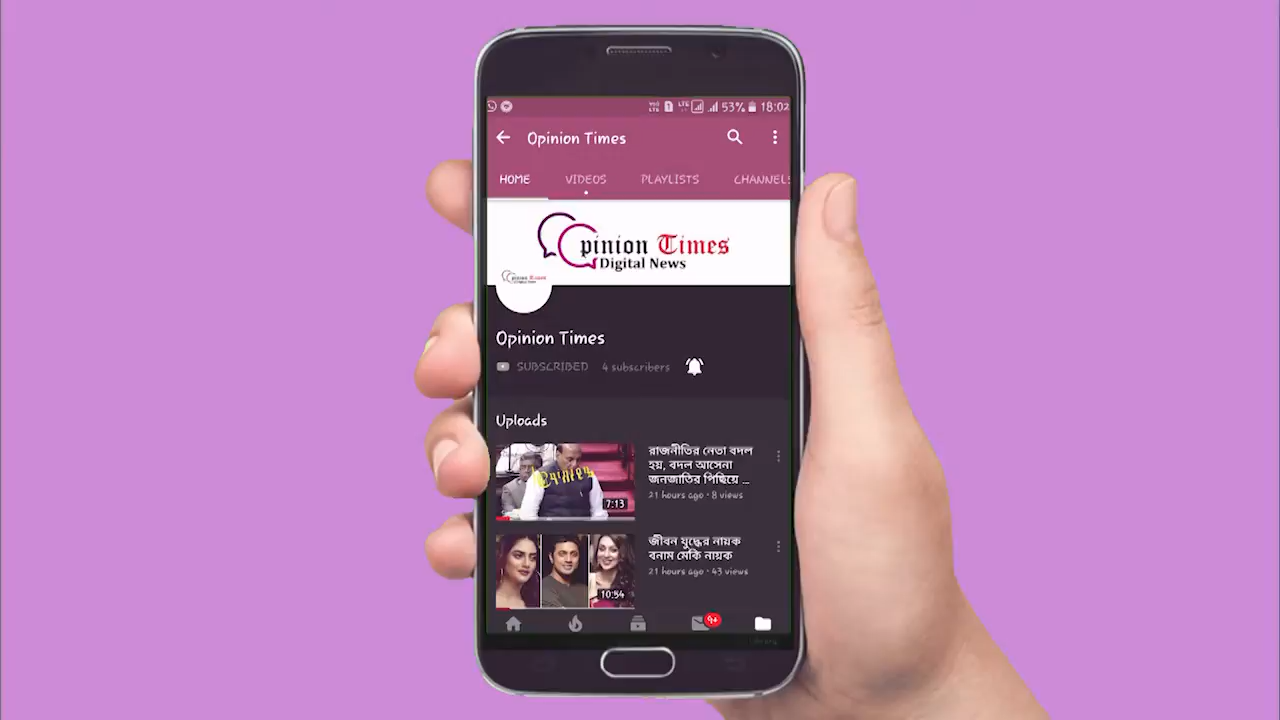 53% 18:02
Opinion Times
HOME VIDEOS PLAYLISTS CHANNELS
Opinion Times
Digital News
Opinion Times
SUBSCRIBED 4 subscribers
Uploads
রাজনীতির নেতা বদল
হয়, বদল আসেনা
জনজাতির পিছিয়ে ...
21 hours ago • 8 views
7:13
জীবন যুদ্ধের নায়ক
বনাম মেকি নায়ক
21 hours ago • 43 views
10:54
9+